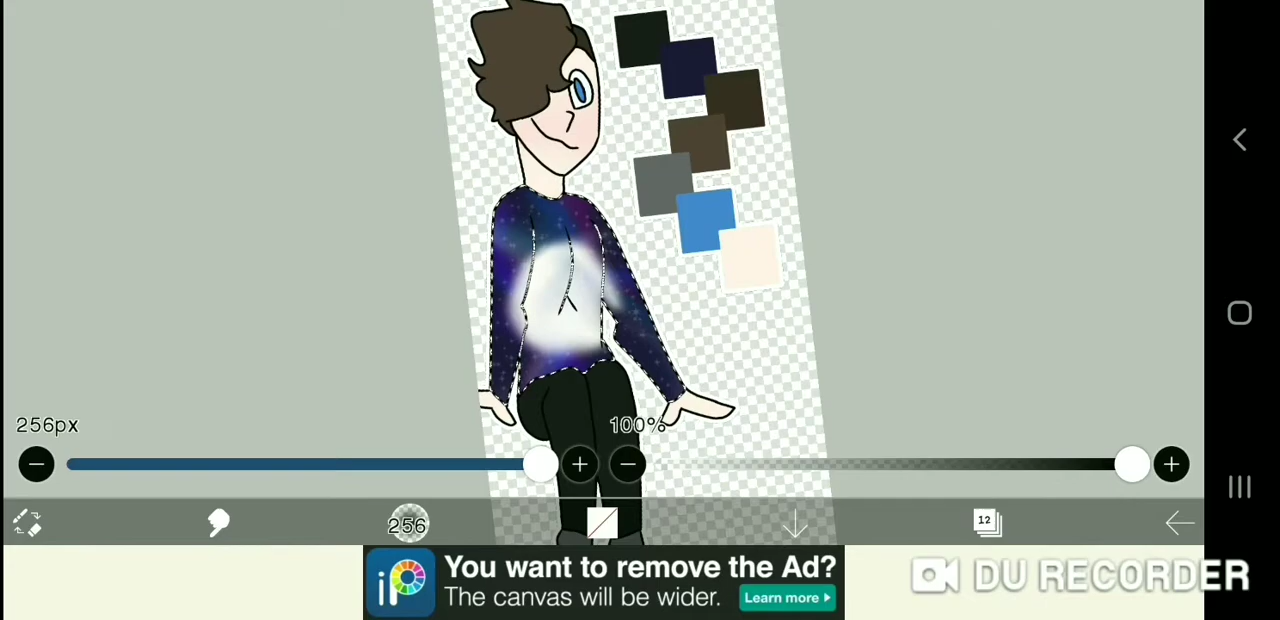 256px
100%
256
12
You want to remove the Ad?
The canvas will be wider.
Learn more
DU RECORDER